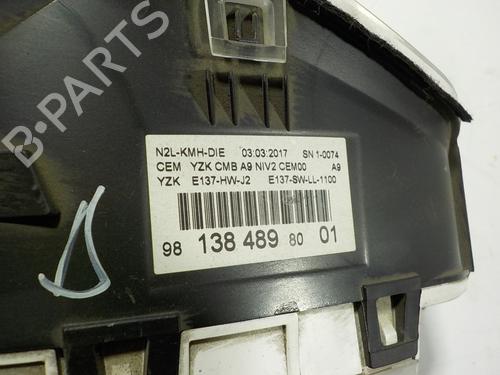 N2L-KMH-DIE 03:03:2017 SN 1-0074
CEM YZK CMB A9 NIV2 CEM00 A9
YZK E137-HW-J2 E137-SW-LL-1100
98 138 489 80 01
B PARTS